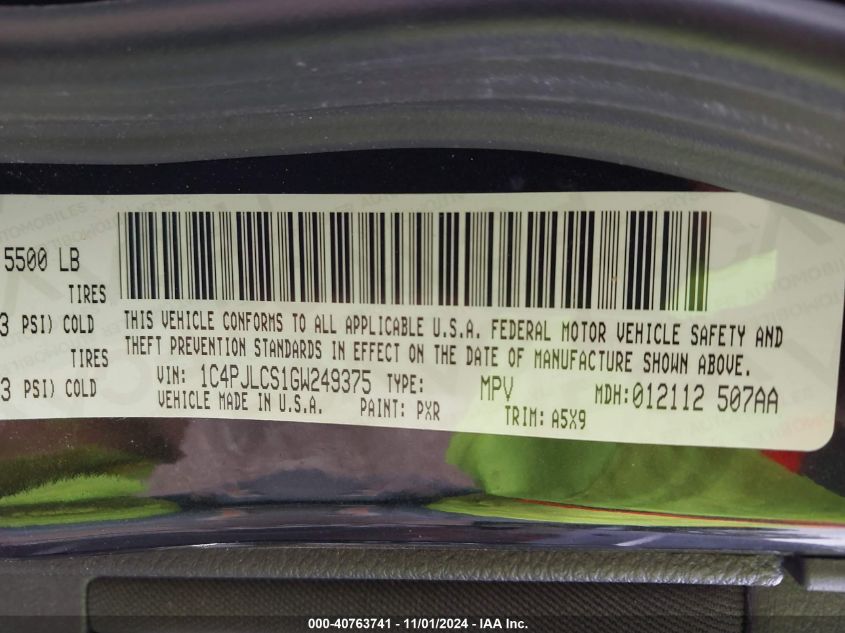 5500 LB
TIRES
3 PSI) COLD
TIRES
3 PSI) COLD
THIS VEHICLE CONFORMS TO ALL APPLICABLE U.S.A. FEDERAL MOTOR VEHICLE SAFETY AND
THEFT PREVENTION STANDARDS IN EFFECT ON THE DATE OF MANUFACTURE SHOWN ABOVE.
VIN: 1C4PJLCS1GW249375 TYPE: MPV MDH:012112 507AA
VEHICLE MADE IN U.S.A. PAINT: PXR TRIM: A5X9
000-40763741 - 11/01/2024 - IAA Inc.